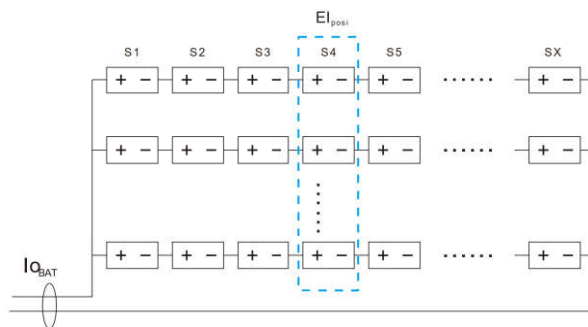 EIposi
S1 S2 S3 S4 S5 SX
+ − + − + − + − + − ...... + −
+ − + − + − + − + − ...... + −
+ − + − + − + − + − ...... + −
IoBAT